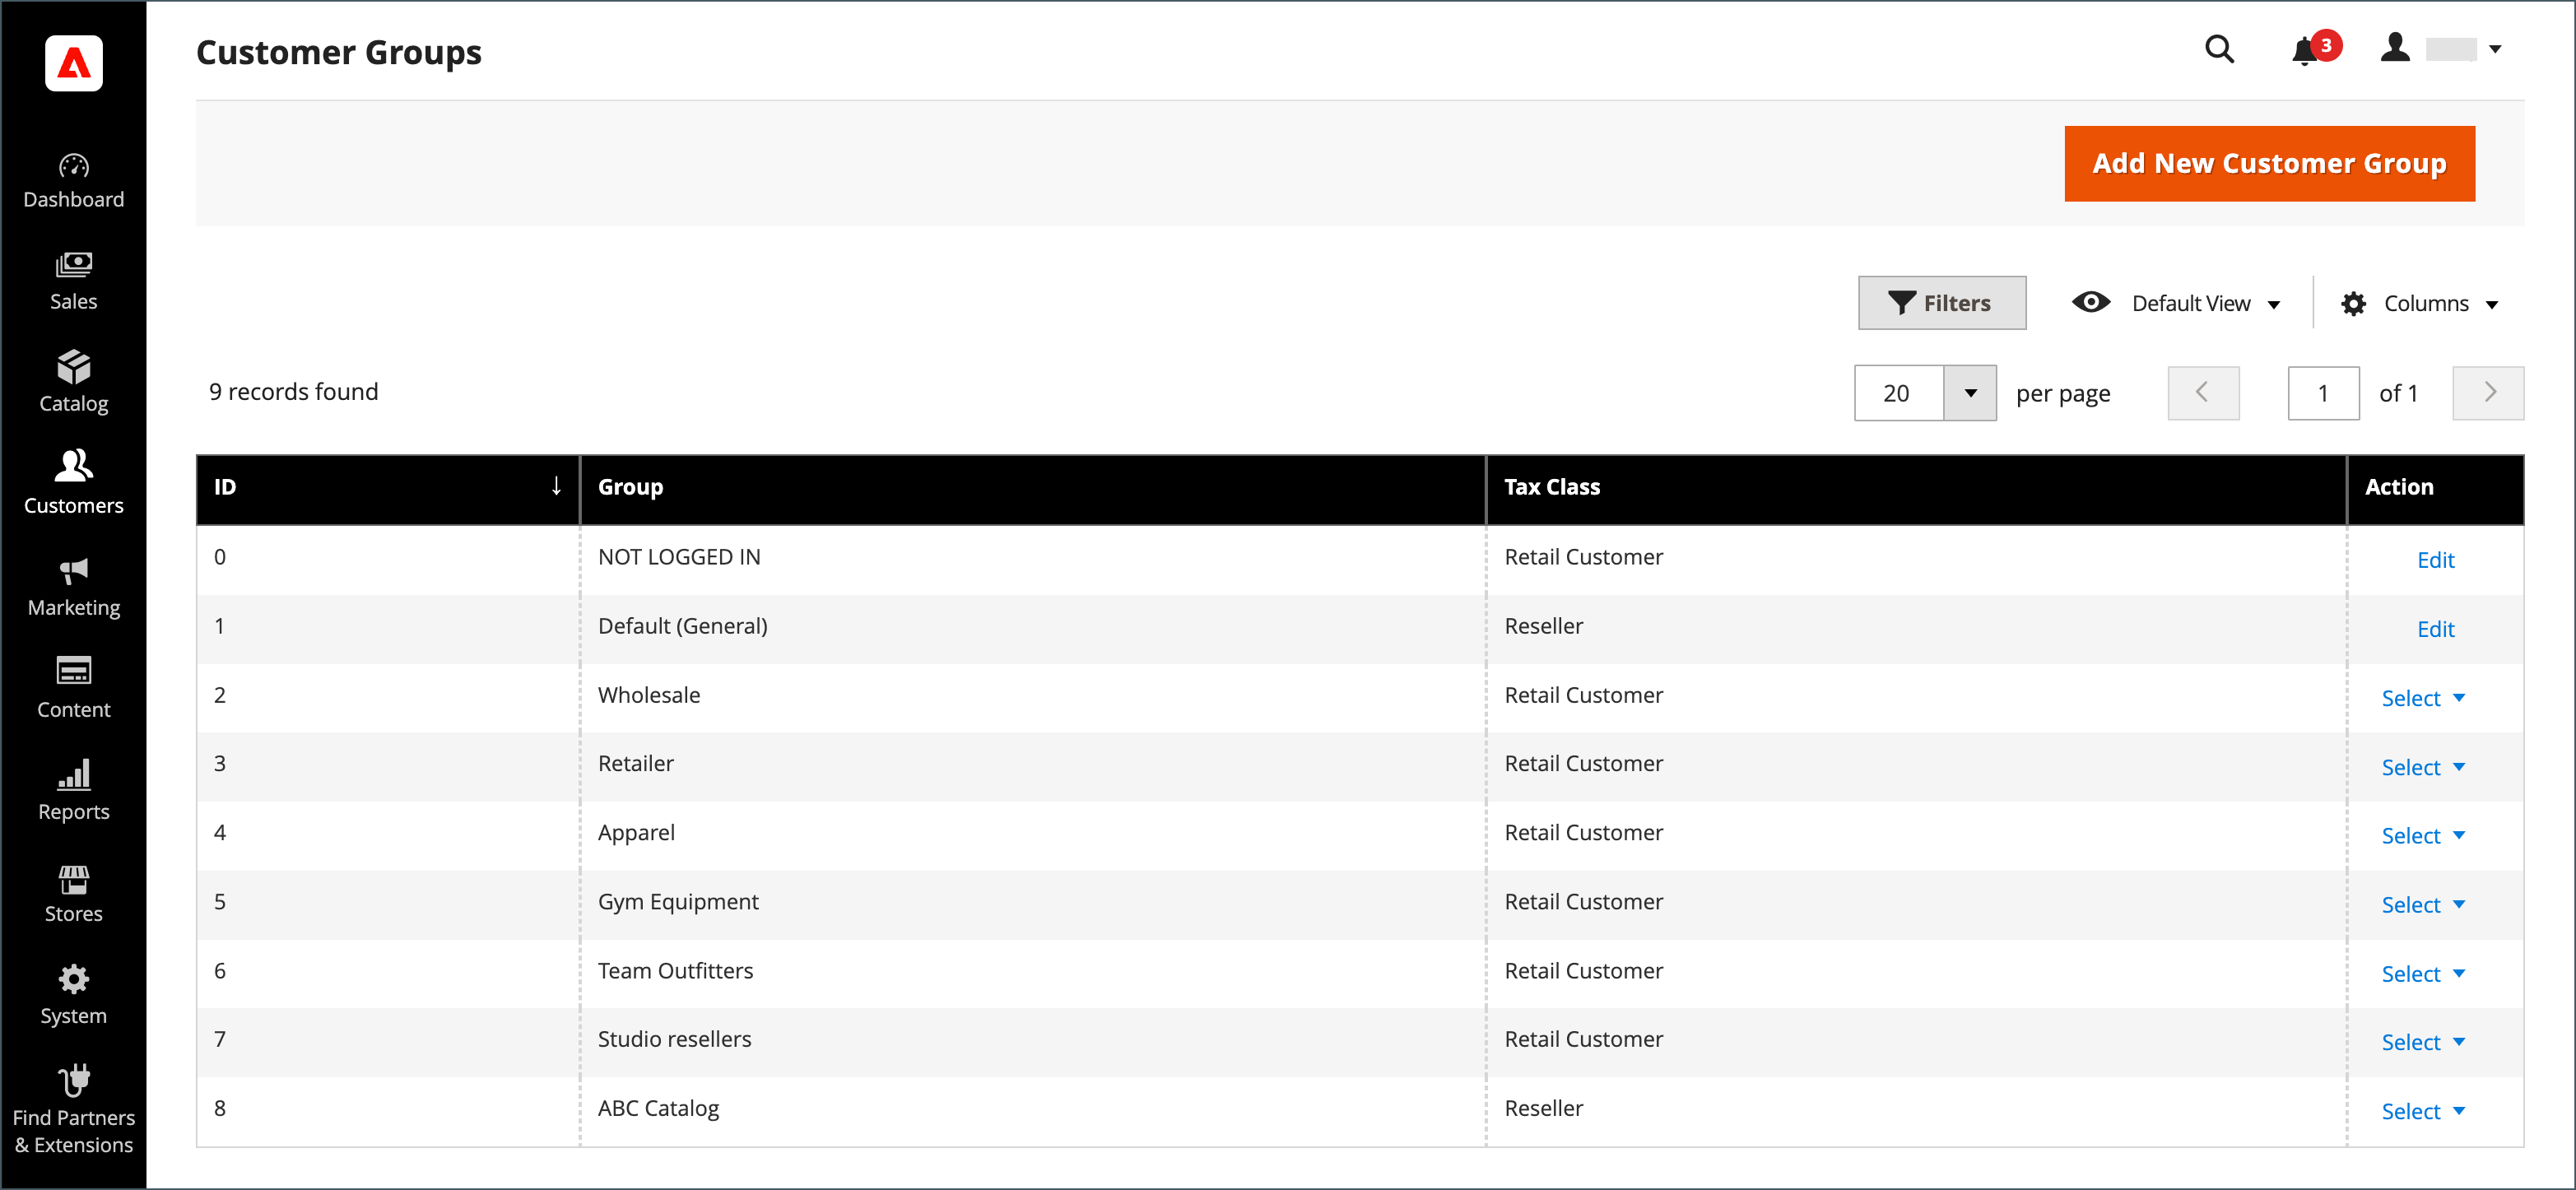 Customer Groups
3
Add New Customer Group
Dashboard
Sales
Catalog
Customers
Marketing
Content
Reports
Stores
System
Find Partners
& Extensions
Filters
Default View
Columns
9 records found
20
per page
1
of 1
ID ↓ Group Tax Class Action
0 NOT LOGGED IN Retail Customer Edit
1 Default (General) Reseller Edit
2 Wholesale Retail Customer Select
3 Retailer Retail Customer Select
4 Apparel Retail Customer Select
5 Gym Equipment Retail Customer Select
6 Team Outfitters Retail Customer Select
7 Studio resellers Retail Customer Select
8 ABC Catalog Reseller Select